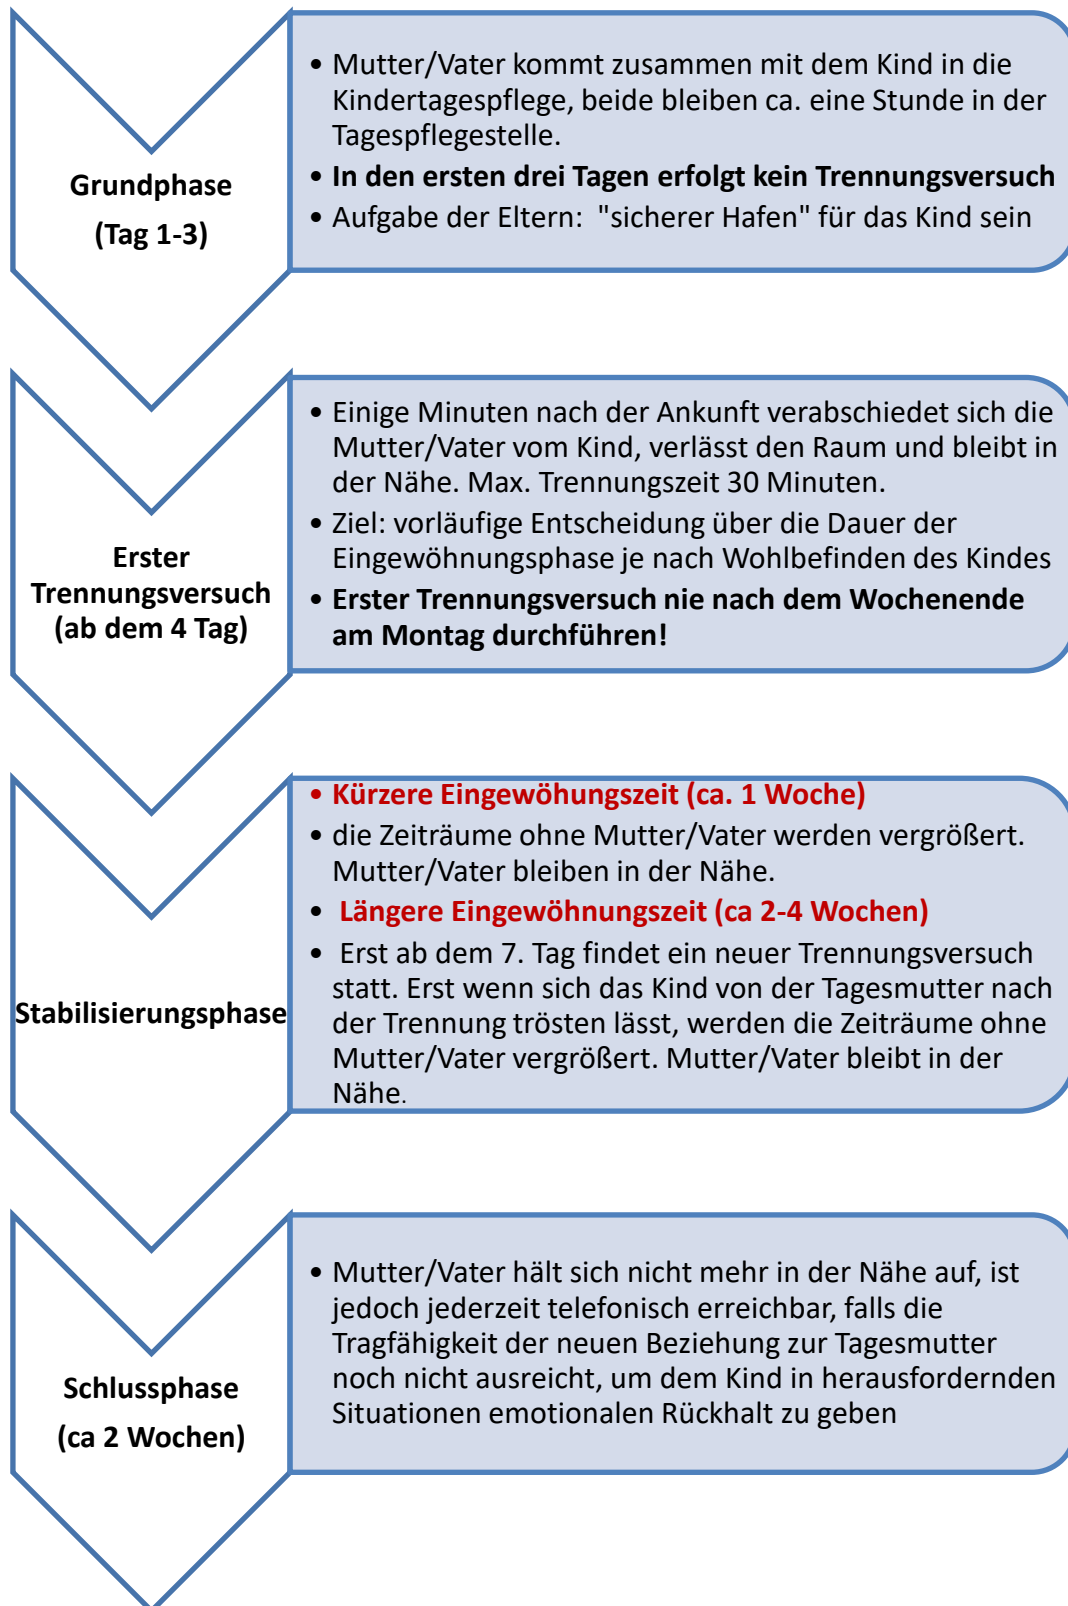 Grundphase
(Tag 1-3)
• Mutter/Vater kommt zusammen mit dem Kind in die
Kindertagespflege, beide bleiben ca. eine Stunde in der
Tagespflegestelle.
• In den ersten drei Tagen erfolgt kein Trennungsversuch
• Aufgabe der Eltern:  "sicherer Hafen" für das Kind sein
Erster
Trennungsversuch
(ab dem 4 Tag)
• Einige Minuten nach der Ankunft verabschiedet sich die
Mutter/Vater vom Kind, verlässt den Raum und bleibt in
der Nähe. Max. Trennungszeit 30 Minuten.
• Ziel: vorläufige Entscheidung über die Dauer der
Eingewöhnungsphase je nach Wohlbefinden des Kindes
• Erster Trennungsversuch nie nach dem Wochenende
am Montag durchführen!
Stabilisierungsphase
• Kürzere Eingewöhungszeit (ca. 1 Woche)
• die Zeiträume ohne Mutter/Vater werden vergrößert.
Mutter/Vater bleiben in der Nähe.
• Längere Eingewöhnungszeit (ca 2-4 Wochen)
• Erst ab dem 7. Tag findet ein neuer Trennungsversuch
statt. Erst wenn sich das Kind von der Tagesmutter nach
der Trennung trösten lässt, werden die Zeiträume ohne
Mutter/Vater vergrößert. Mutter/Vater bleibt in der
Nähe.
Schlussphase
(ca 2 Wochen)
• Mutter/Vater hält sich nicht mehr in der Nähe auf, ist
jedoch jederzeit telefonisch erreichbar, falls die
Tragfähigkeit der neuen Beziehung zur Tagesmutter
noch nicht ausreicht, um dem Kind in herausfordernden
Situationen emotionalen Rückhalt zu geben